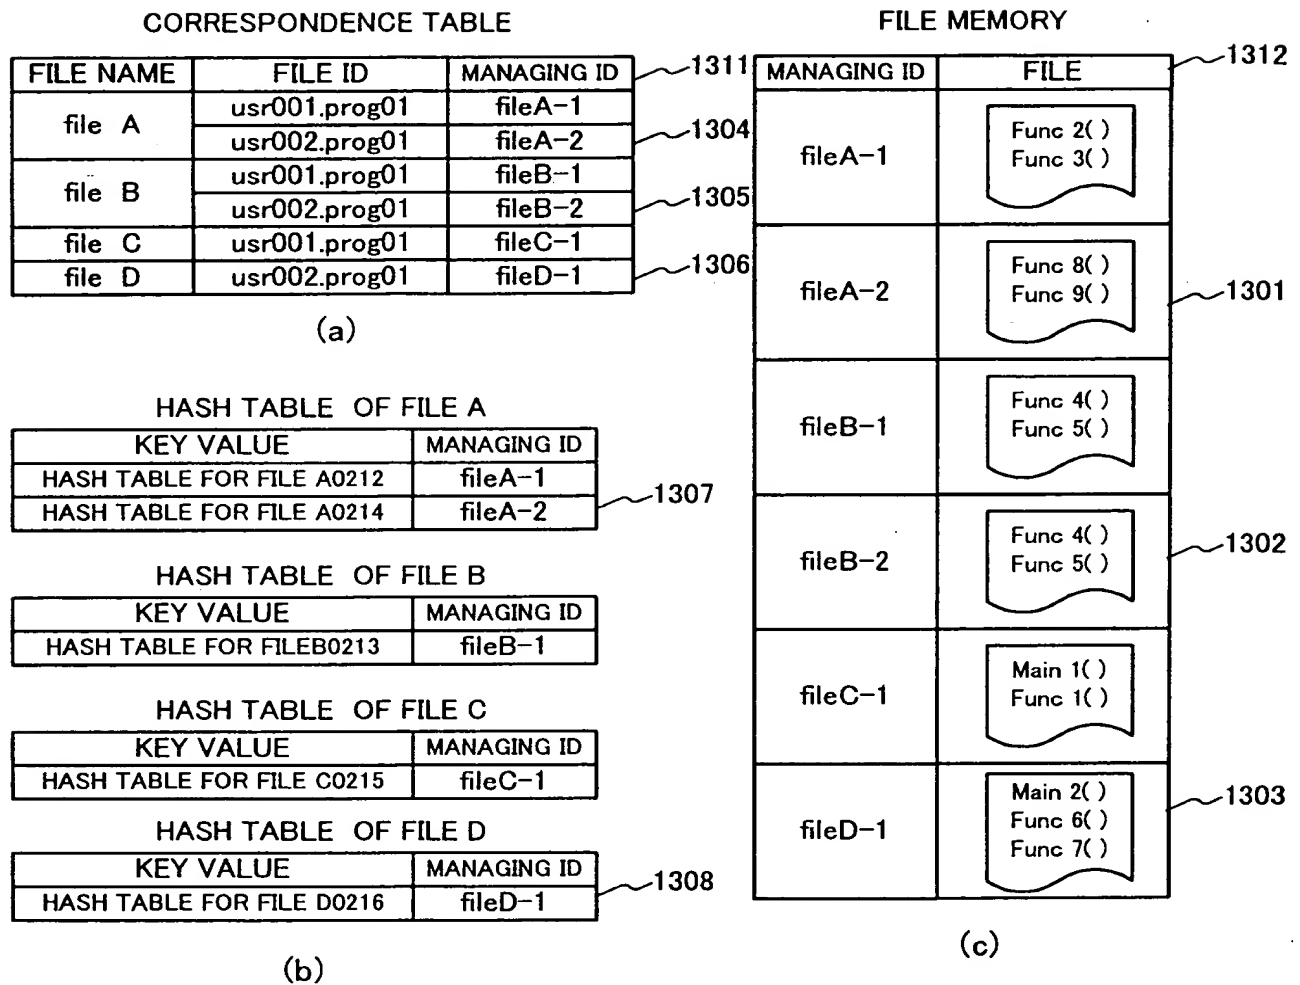 CORRESPONDENCE TABLE
FILE NAME FILE ID MANAGING ID 1311
file A usr001.prog01 fileA-1
usr002.prog01 fileA-2 1304
file B usr001.prog01 fileB-1
usr002.prog01 fileB-2 1305
file C usr001.prog01 fileC-1
file D usr002.prog01 fileD-1 1306
(a)
HASH TABLE OF FILE A
KEY VALUE MANAGING ID
HASH TABLE FOR FILE A0212 fileA-1
HASH TABLE FOR FILE A0214 fileA-2 1307
HASH TABLE OF FILE B
KEY VALUE MANAGING ID
HASH TABLE FOR FILEB0213 fileB-1
HASH TABLE OF FILE C
KEY VALUE MANAGING ID
HASH TABLE FOR FILE C0215 fileC-1
HASH TABLE OF FILE D
KEY VALUE MANAGING ID
HASH TABLE FOR FILE D0216 fileD-1 1308
(b)
FILE MEMORY
MANAGING ID FILE 1312
fileA-1
Func 2( )
Func 3( )
fileA-2
Func 8( )
Func 9( )
1301
fileB-1
Func 4( )
Func 5( )
fileB-2
Func 4( )
Func 5( )
1302
fileC-1
Main 1( )
Func 1( )
fileD-1
Main 2( )
Func 6( )
Func 7( )
1303
(c)